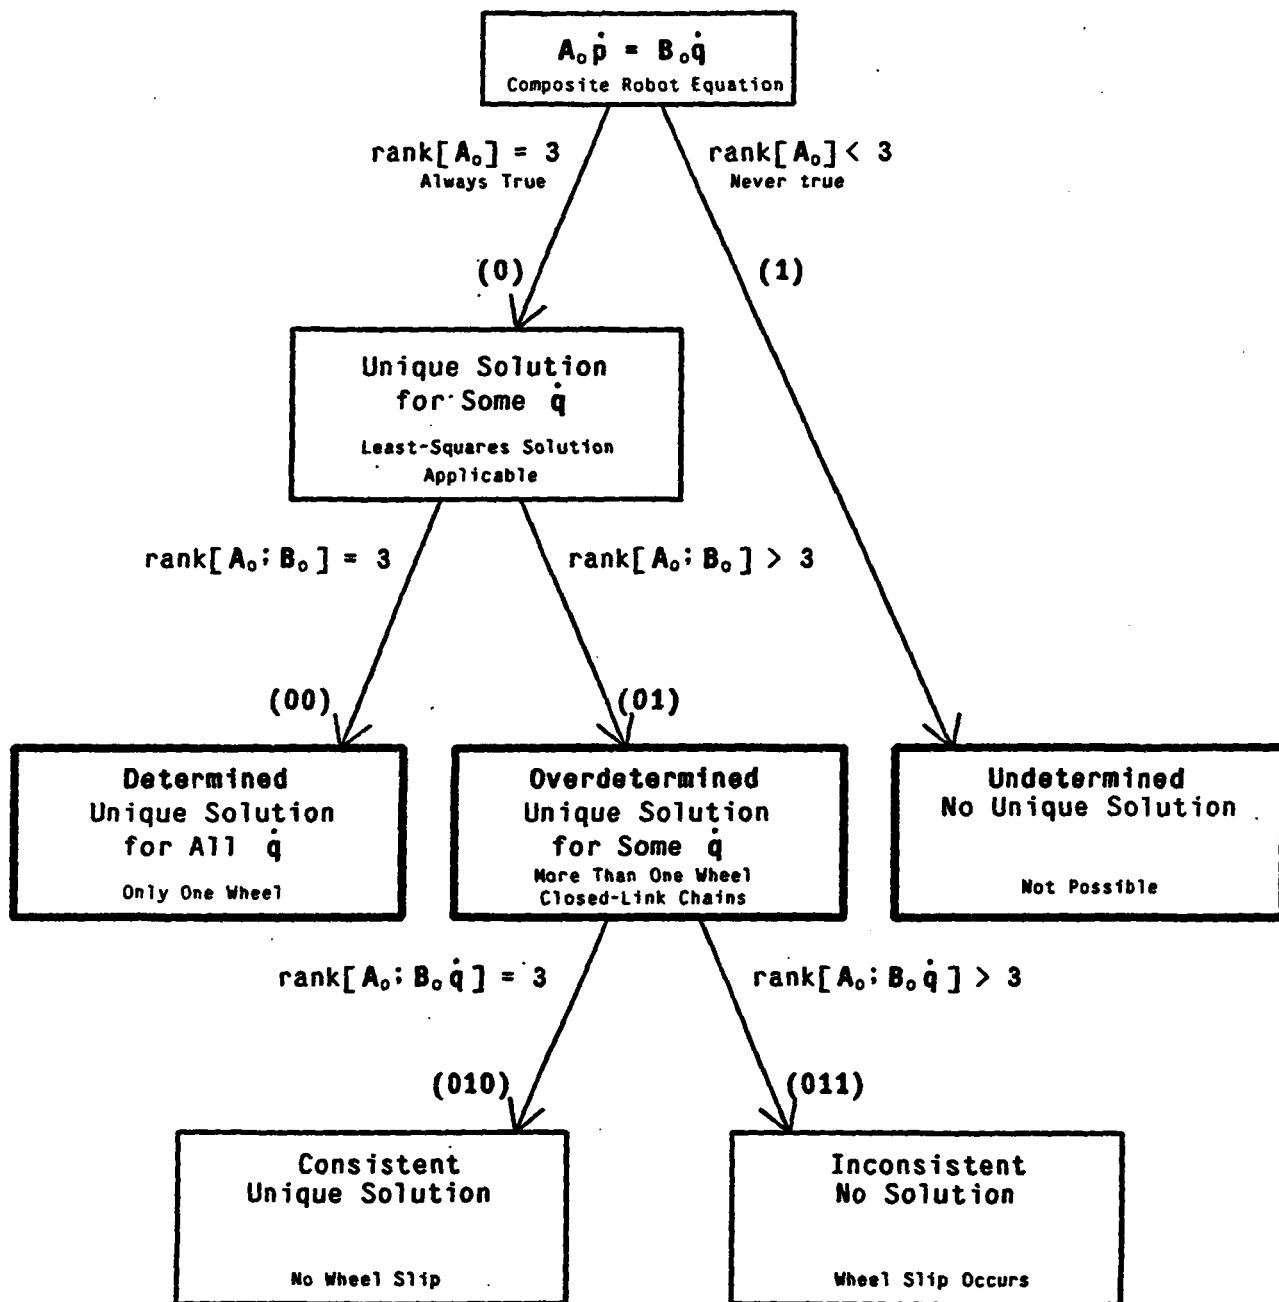 A₀ṗ = B₀q̇
Composite Robot Equation
rank[A₀] = 3
Always True
rank[A₀] < 3
Never true
(0)
(1)
Unique Solution
for Some q̇
Least-Squares Solution
Applicable
rank[A₀; B₀] = 3
rank[A₀; B₀] > 3
(00)
(01)
Determined
Unique Solution
for All q̇
Only One Wheel
Overdetermined
Unique Solution
for Some q̇
More Than One Wheel
Closed-Link Chains
Undetermined
No Unique Solution
Not Possible
rank[A₀; B₀q̇] = 3
rank[A₀; B₀q̇] > 3
(010)
(011)
Consistent
Unique Solution
No Wheel Slip
Inconsistent
No Solution
Wheel Slip Occurs